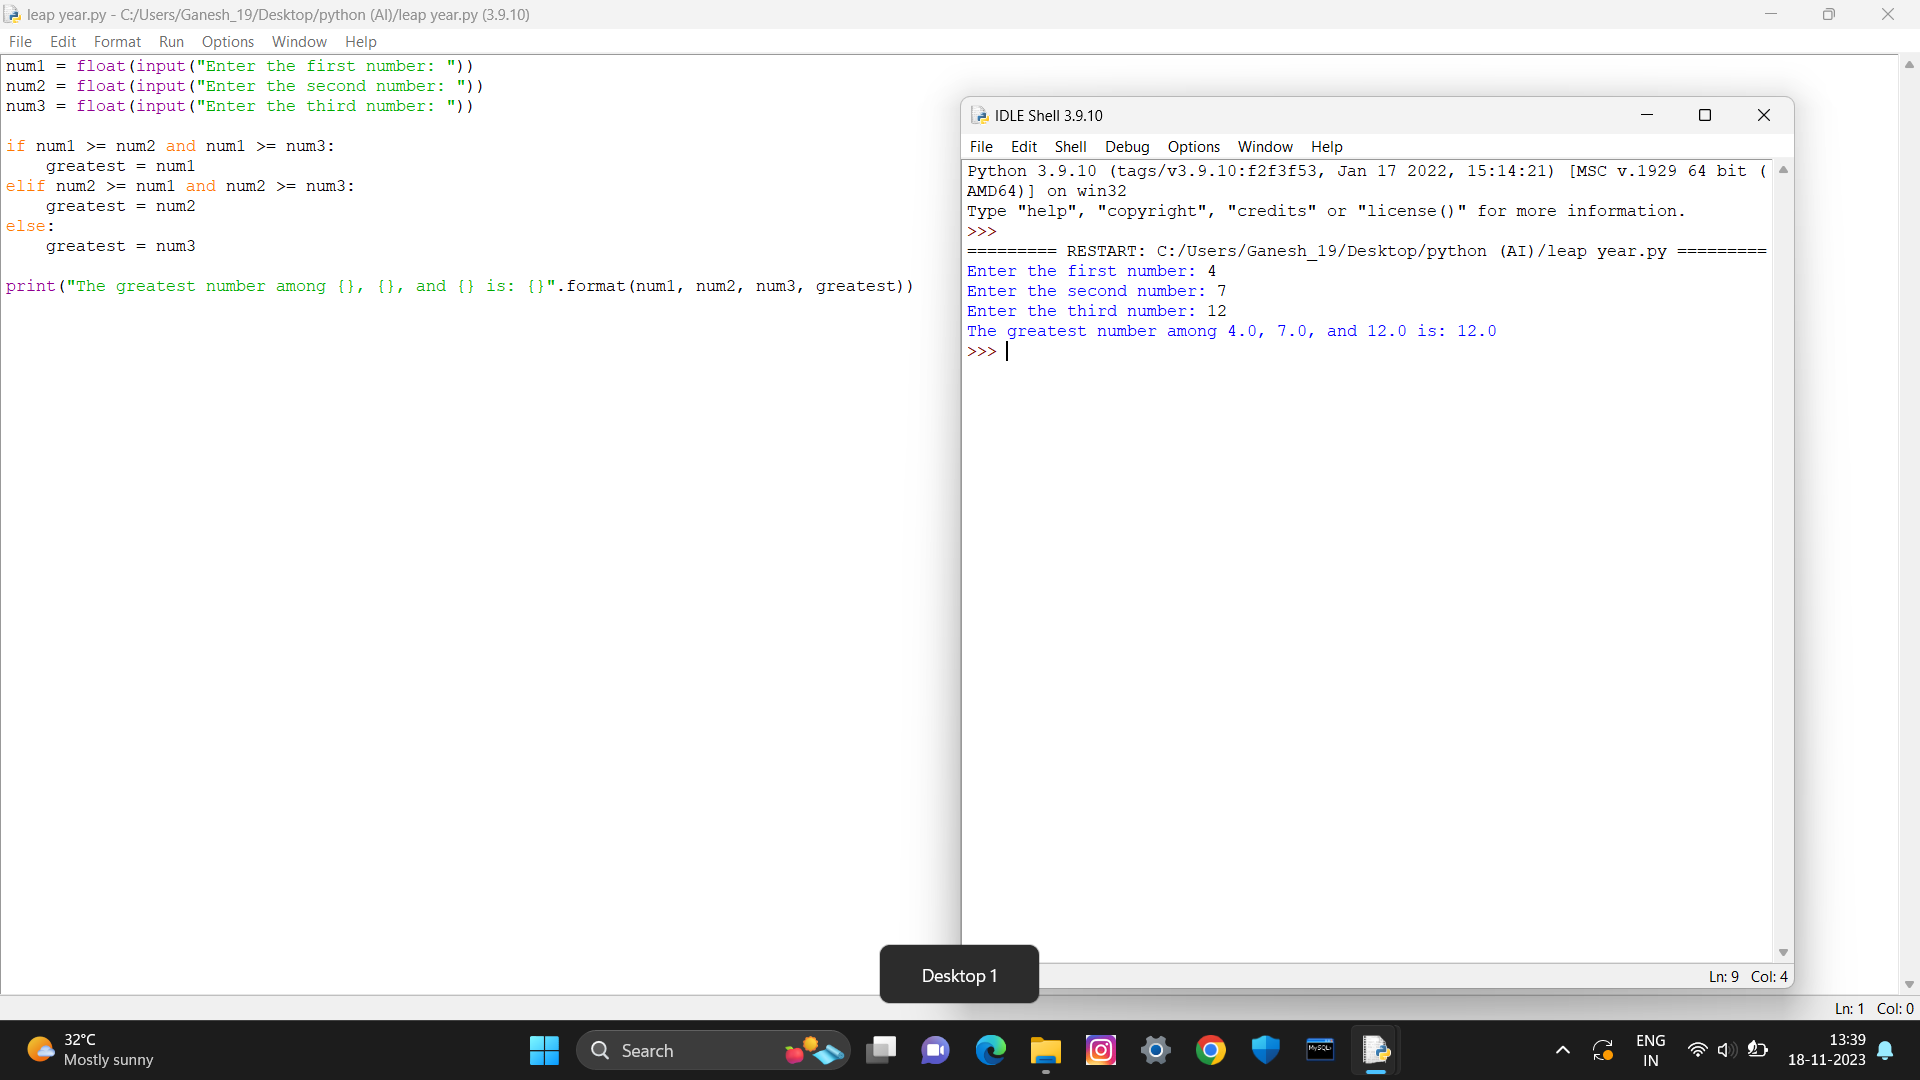 leap year.py - C:/Users/Ganesh_19/Desktop/python (AI)/leap year.py (3.9.10)
File Edit Format Run Options Window Help
num1 = float(input("Enter the first number: "))
num2 = float(input("Enter the second number: "))
num3 = float(input("Enter the third number: "))
if num1 >= num2 and num1 >= num3:
    greatest = num1
elif num2 >= num1 and num2 >= num3:
    greatest = num2
else:
    greatest = num3
print("The greatest number among {}, {}, and {} is: {}".format(num1, num2, num3, greatest))
IDLE Shell 3.9.10
File Edit Shell Debug Options Window Help
Python 3.9.10 (tags/v3.9.10:f2f3f53, Jan 17 2022, 15:14:21) [MSC v.1929 64 bit (
AMD64)] on win32
Type "help", "copyright", "credits" or "license()" for more information.
>>>
========= RESTART: C:/Users/Ganesh_19/Desktop/python (AI)/leap year.py =========
Enter the first number: 4
Enter the second number: 7
Enter the third number: 12
The greatest number among 4.0, 7.0, and 12.0 is: 12.0
>>>
Ln: 9 Col: 4
Desktop 1
Ln: 1 Col: 0
32°C
Mostly sunny
Search
MySQL
ENG
IN
13:39
18-11-2023